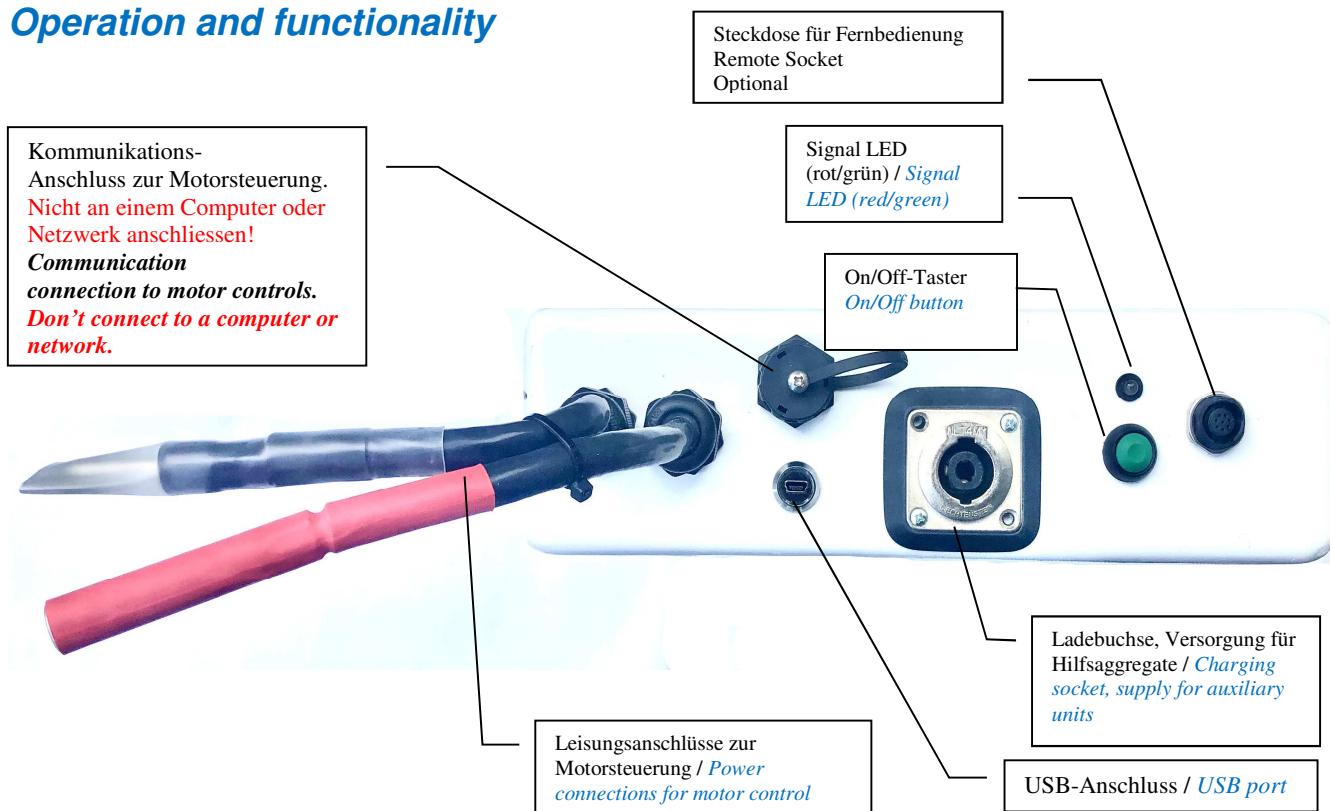 Operation and functionality
Steckdose für Fernbedienung
Remote Socket
Optional
Kommunikations-
Anschluss zur Motorsteuerung.
Nicht an einem Computer oder
Netzwerk anschliessen!
Communication
connection to motor controls.
Don't connect to a computer or
network.
Signal LED
(rot/grün) / Signal
LED (red/green)
On/Off-Taster
On/Off button
Ladebuchse, Versorgung für
Hilfsaggregate / Charging
socket, supply for auxiliary
units
Leisungsanschlüsse zur
Motorsteuerung / Power
connections for motor control
USB-Anschluss / USB port